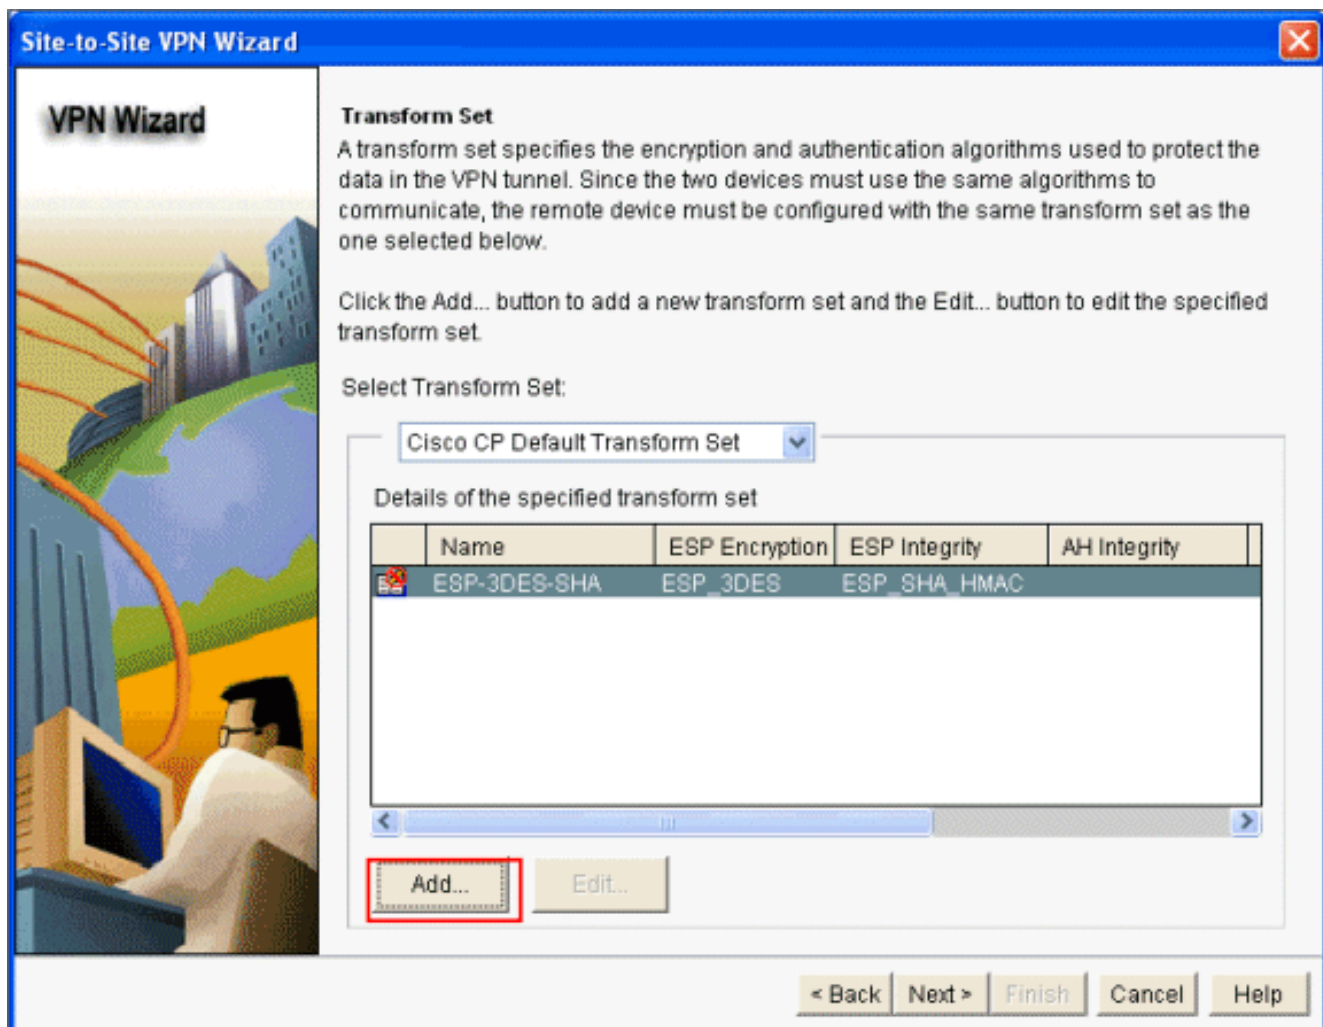 Site-to-Site VPN Wizard
VPN Wizard
Transform Set
A transform set specifies the encryption and authentication algorithms used to protect the
data in the VPN tunnel. Since the two devices must use the same algorithms to
communicate, the remote device must be configured with the same transform set as the
one selected below.
Click the Add... button to add a new transform set and the Edit... button to edit the specified
transform set.
Select Transform Set:
Cisco CP Default Transform Set
Details of the specified transform set
Name ESP Encryption ESP Integrity AH Integrity
ESP-3DES-SHA ESP_3DES ESP_SHA_HMAC
Add... Edit...
< Back Next > Finish Cancel Help